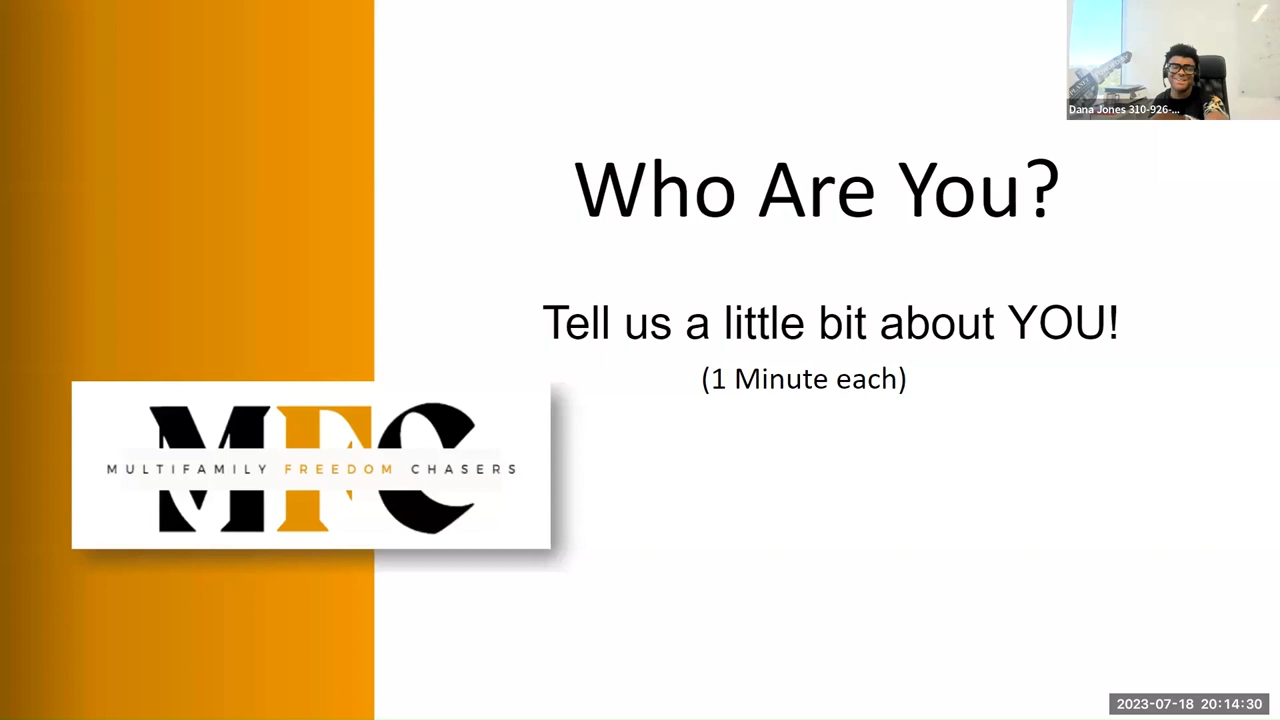 Dana Jones 310-926-...
Who Are You?
Tell us a little bit about YOU!
(1 Minute each)
MFC
MULTIFAMILY FREEDOM CHASERS
2023-07-18 20:14:30